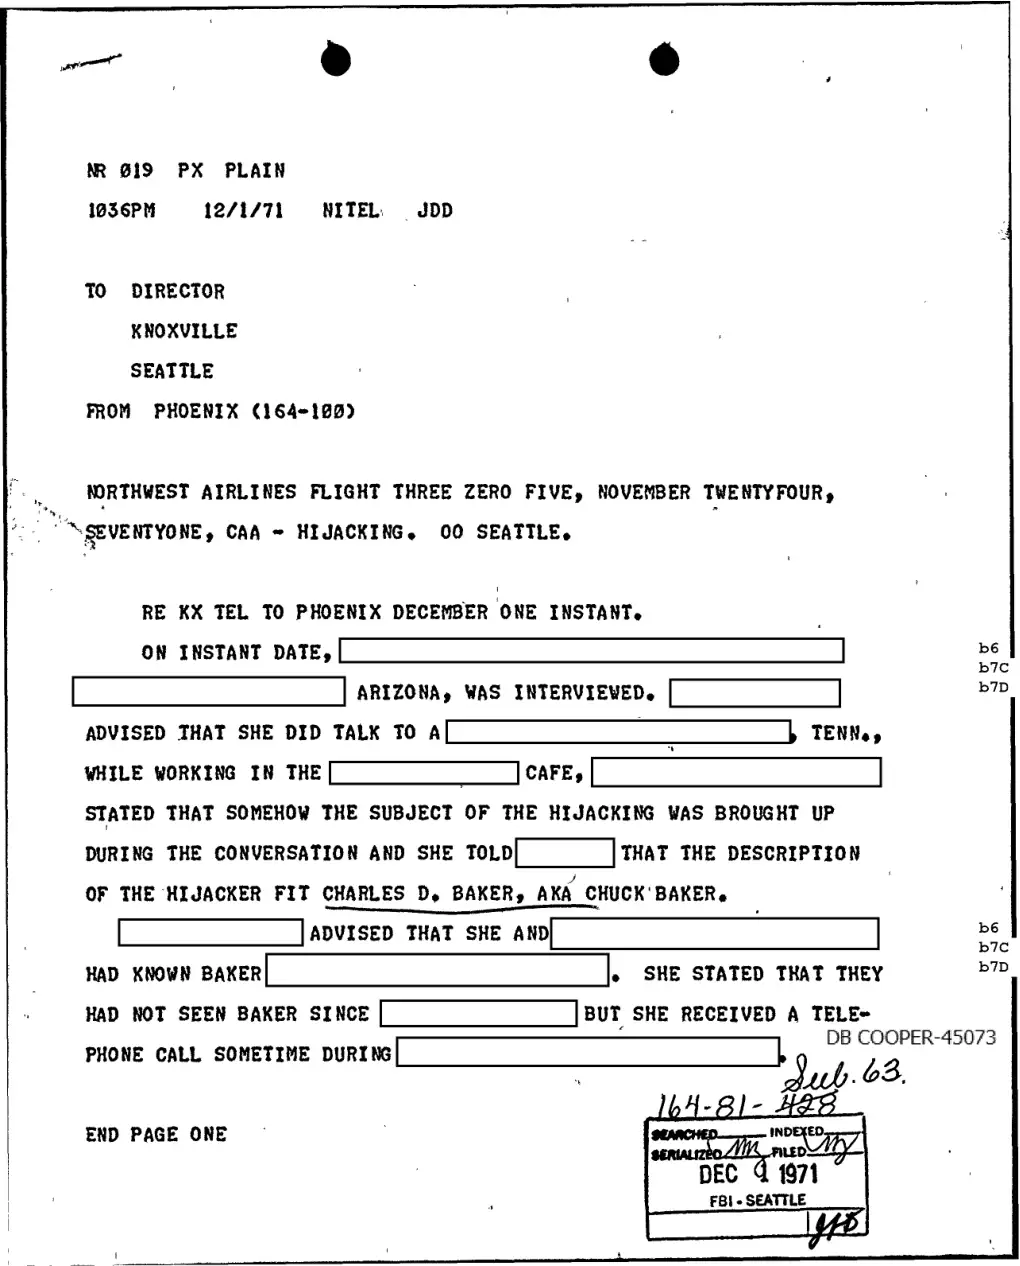 NR 019 PX PLAIN
1036PM 12/1/71 NITEL JDD
TO DIRECTOR
KNOXVILLE
SEATTLE
FROM PHOENIX (164-100)
NORTHWEST AIRLINES FLIGHT THREE ZERO FIVE, NOVEMBER TWENTYFOUR,
SEVENTYONE, CAA - HIJACKING. OO SEATTLE.
RE KX TEL TO PHOENIX DECEMBER ONE INSTANT.
ON INSTANT DATE,
b6
b7C
ARIZONA, WAS INTERVIEWED.
b7D
ADVISED THAT SHE DID TALK TO A , TENN.,
WHILE WORKING IN THE CAFE,
STATED THAT SOMEHOW THE SUBJECT OF THE HIJACKING WAS BROUGHT UP
DURING THE CONVERSATION AND SHE TOLD THAT THE DESCRIPTION
OF THE HIJACKER FIT CHARLES D. BAKER, AKA CHUCK BAKER.
ADVISED THAT SHE AND
b6
b7C
HAD KNOWN BAKER . SHE STATED THAT THEY
b7D
HAD NOT SEEN BAKER SINCE BUT SHE RECEIVED A TELE-
DB COOPER-45073
PHONE CALL SOMETIME DURING .
Sub. 63.
164-81-428
END PAGE ONE
SEARCHED INDEXED
SERIALIZED FILED
DEC 1971
FBI - SEATTLE